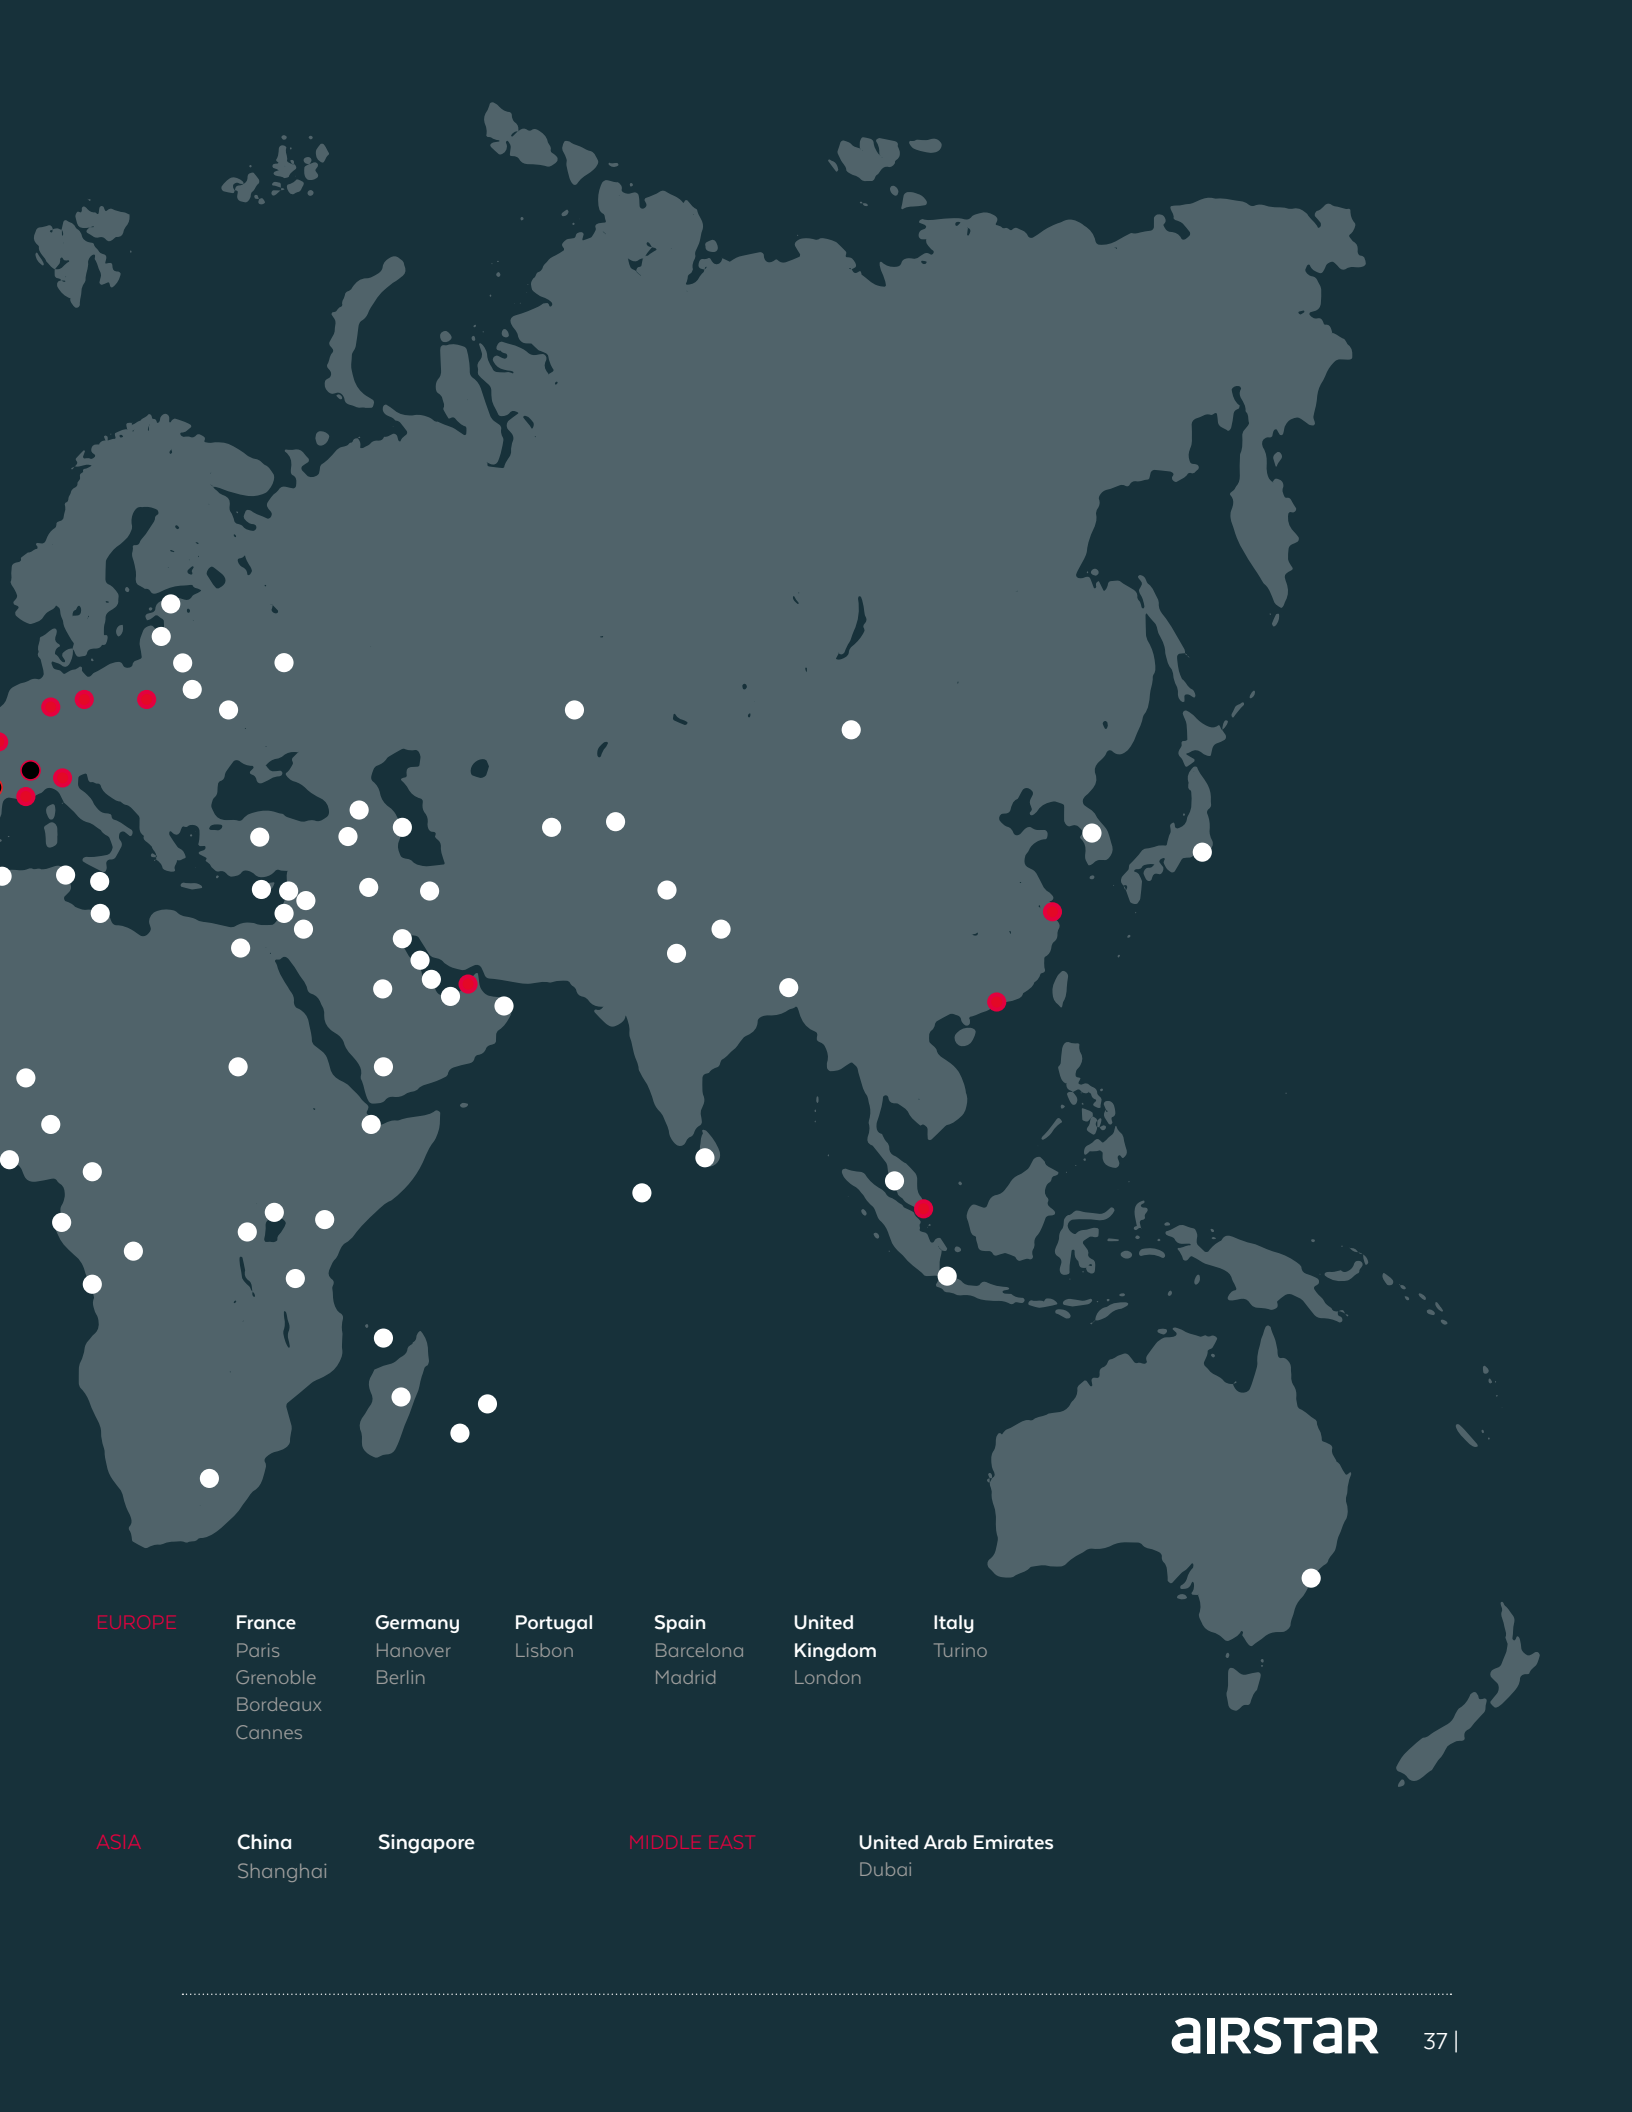 EUROPE
France
Paris
Grenoble
Bordeaux
Cannes
Germany
Hanover
Berlin
Portugal
Lisbon
Spain
Barcelona
Madrid
United
Kingdom
London
Italy
Turino
ASIA
China
Shanghai
Singapore
MIDDLE EAST
United Arab Emirates
Dubai
aIRSTaR
37 |